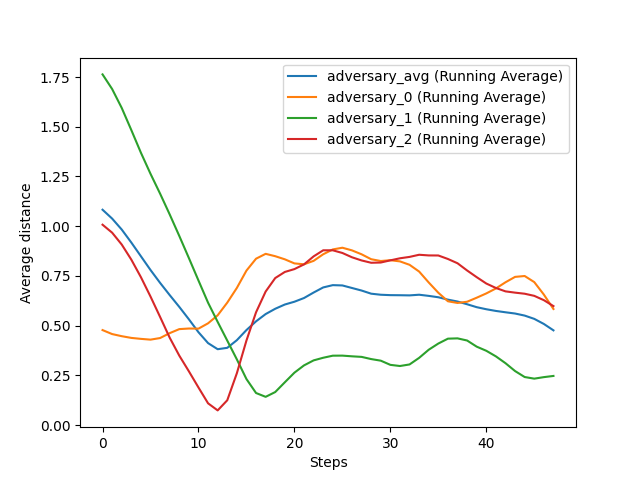 adversary_avg (Running Average)
adversary_0 (Running Average)
adversary_1 (Running Average)
adversary_2 (Running Average)
1.75
1.50
1.25
1.00
0.75
0.50
0.25
0.00
Average distance
0 10 20 30 40
Steps